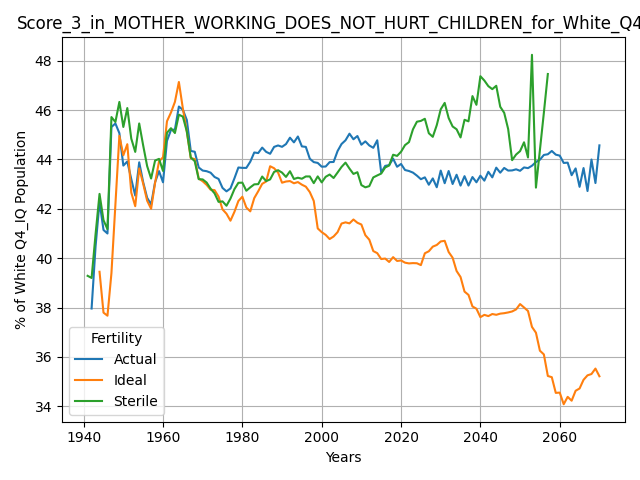 Score_3_in_MOTHER_WORKING_DOES_NOT_HURT_CHILDREN_for_White_Q4
% of White Q4_IQ Population
48
46
44
42
40
38
36
34
Fertility
Actual
Ideal
Sterile
1940 1960 1980 2000 2020 2040 2060
Years